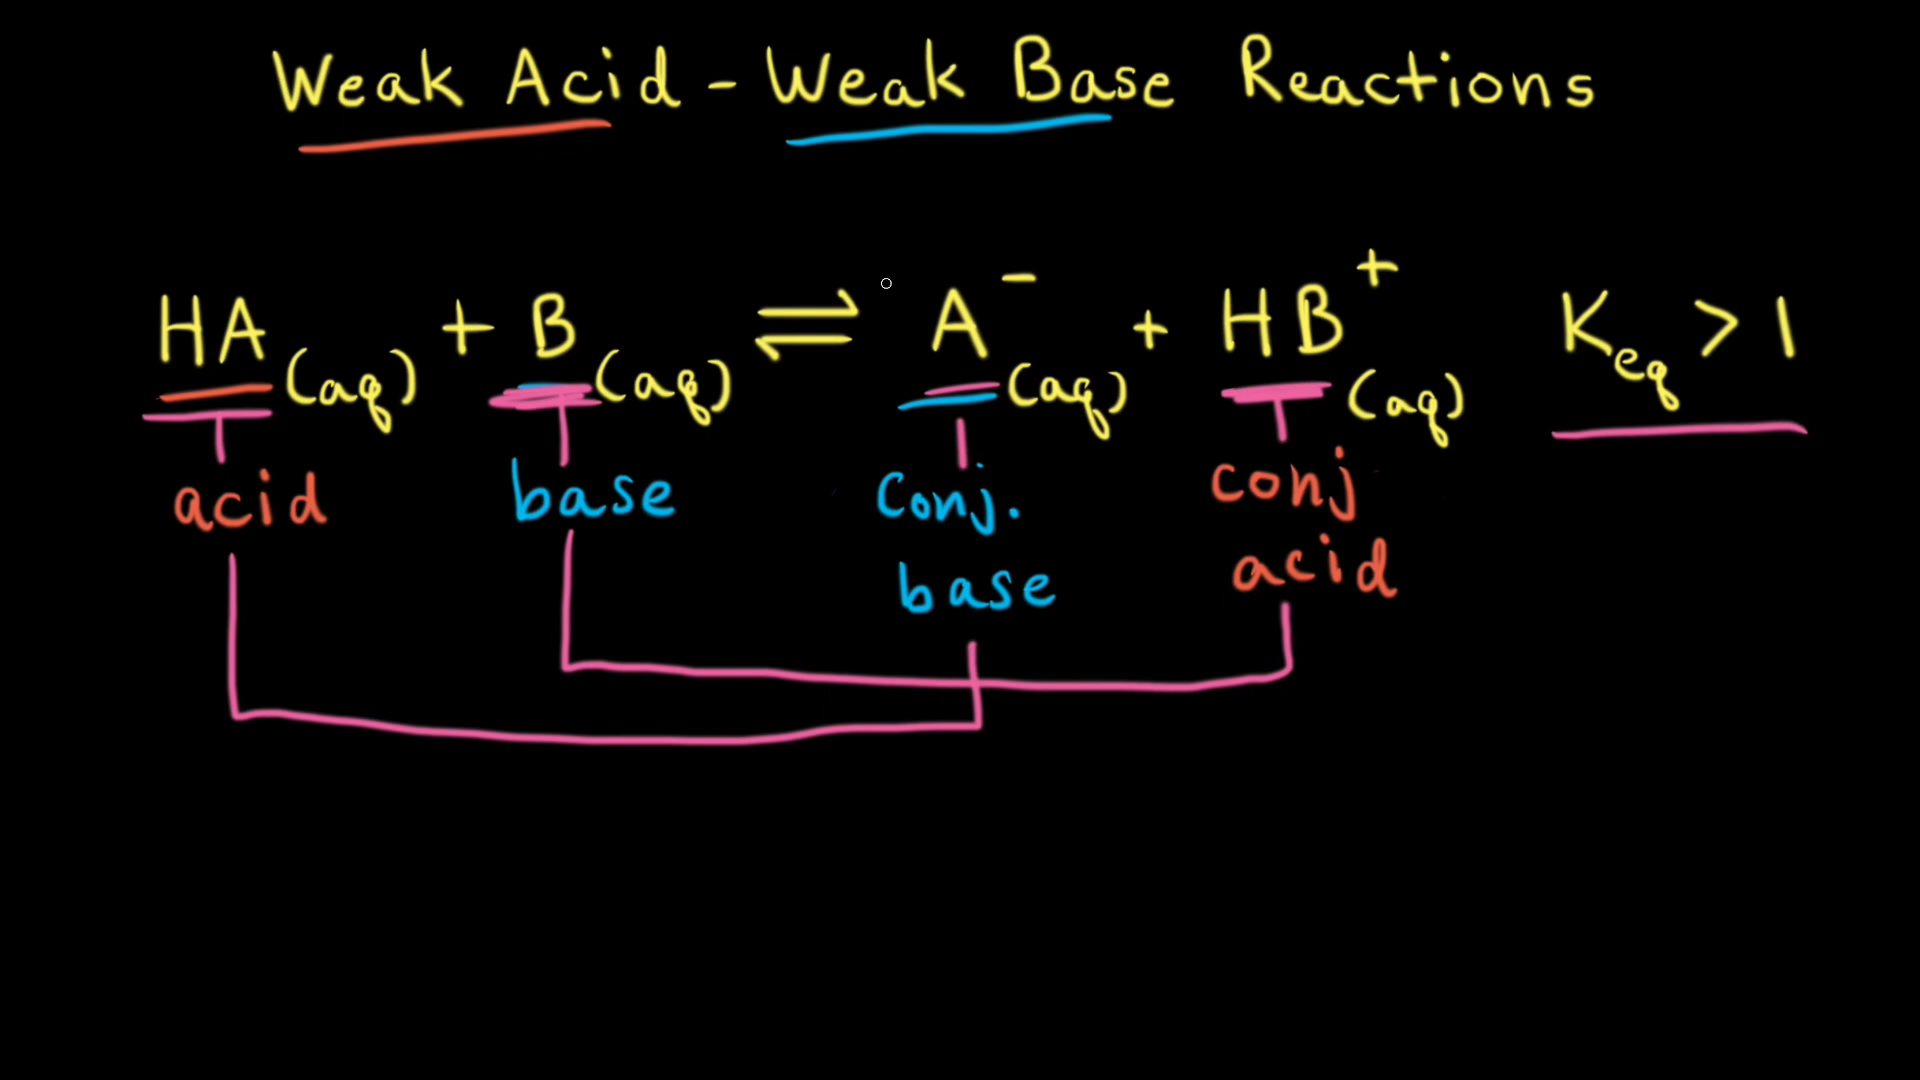 Weak Acid - Weak Base Reactions
HA(aq) + B(aq) ⇌ A⁻(aq) + HB⁺(aq) Keq > 1
acid base Conj. base conj acid